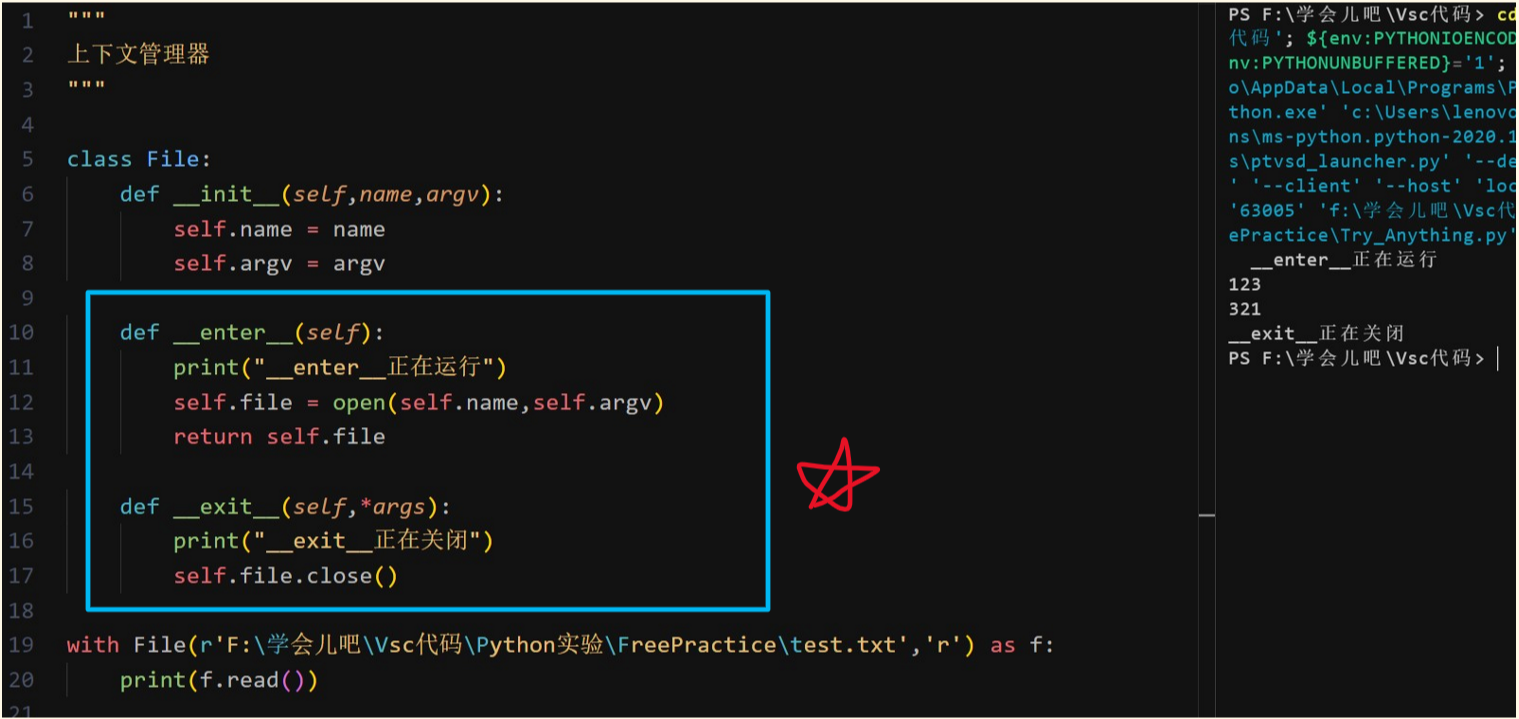 1 """
2 上下文管理器
3 """
4
5 class File:
6     def __init__(self,name,argv):
7         self.name = name
8         self.argv = argv
9
10     def __enter__(self):
11         print("__enter__正在运行")
12         self.file = open(self.name,self.argv)
13         return self.file
14
15     def __exit__(self,*args):
16         print("__exit__正在关闭")
17         self.file.close()
18
19 with File(r'F:\学会儿吧\Vsc代码\Python实验\FreePractice\test.txt','r') as f:
20     print(f.read())
21
PS F:\学会儿吧\Vsc代码> cd
代码'; ${env:PYTHONIOENCOD
nv:PYTHONUNBUFFERED}='1';
o\AppData\Local\Programs\P
thon.exe' 'c:\Users\lenovo
ns\ms-python.python-2020.1
s\ptvsd_launcher.py' '--de
' '--client' '--host' 'loc
'63005' 'f:\学会儿吧\Vsc代
ePractice\Try_Anything.py'
__enter__正在运行
123
321
__exit__正在关闭
PS F:\学会儿吧\Vsc代码>